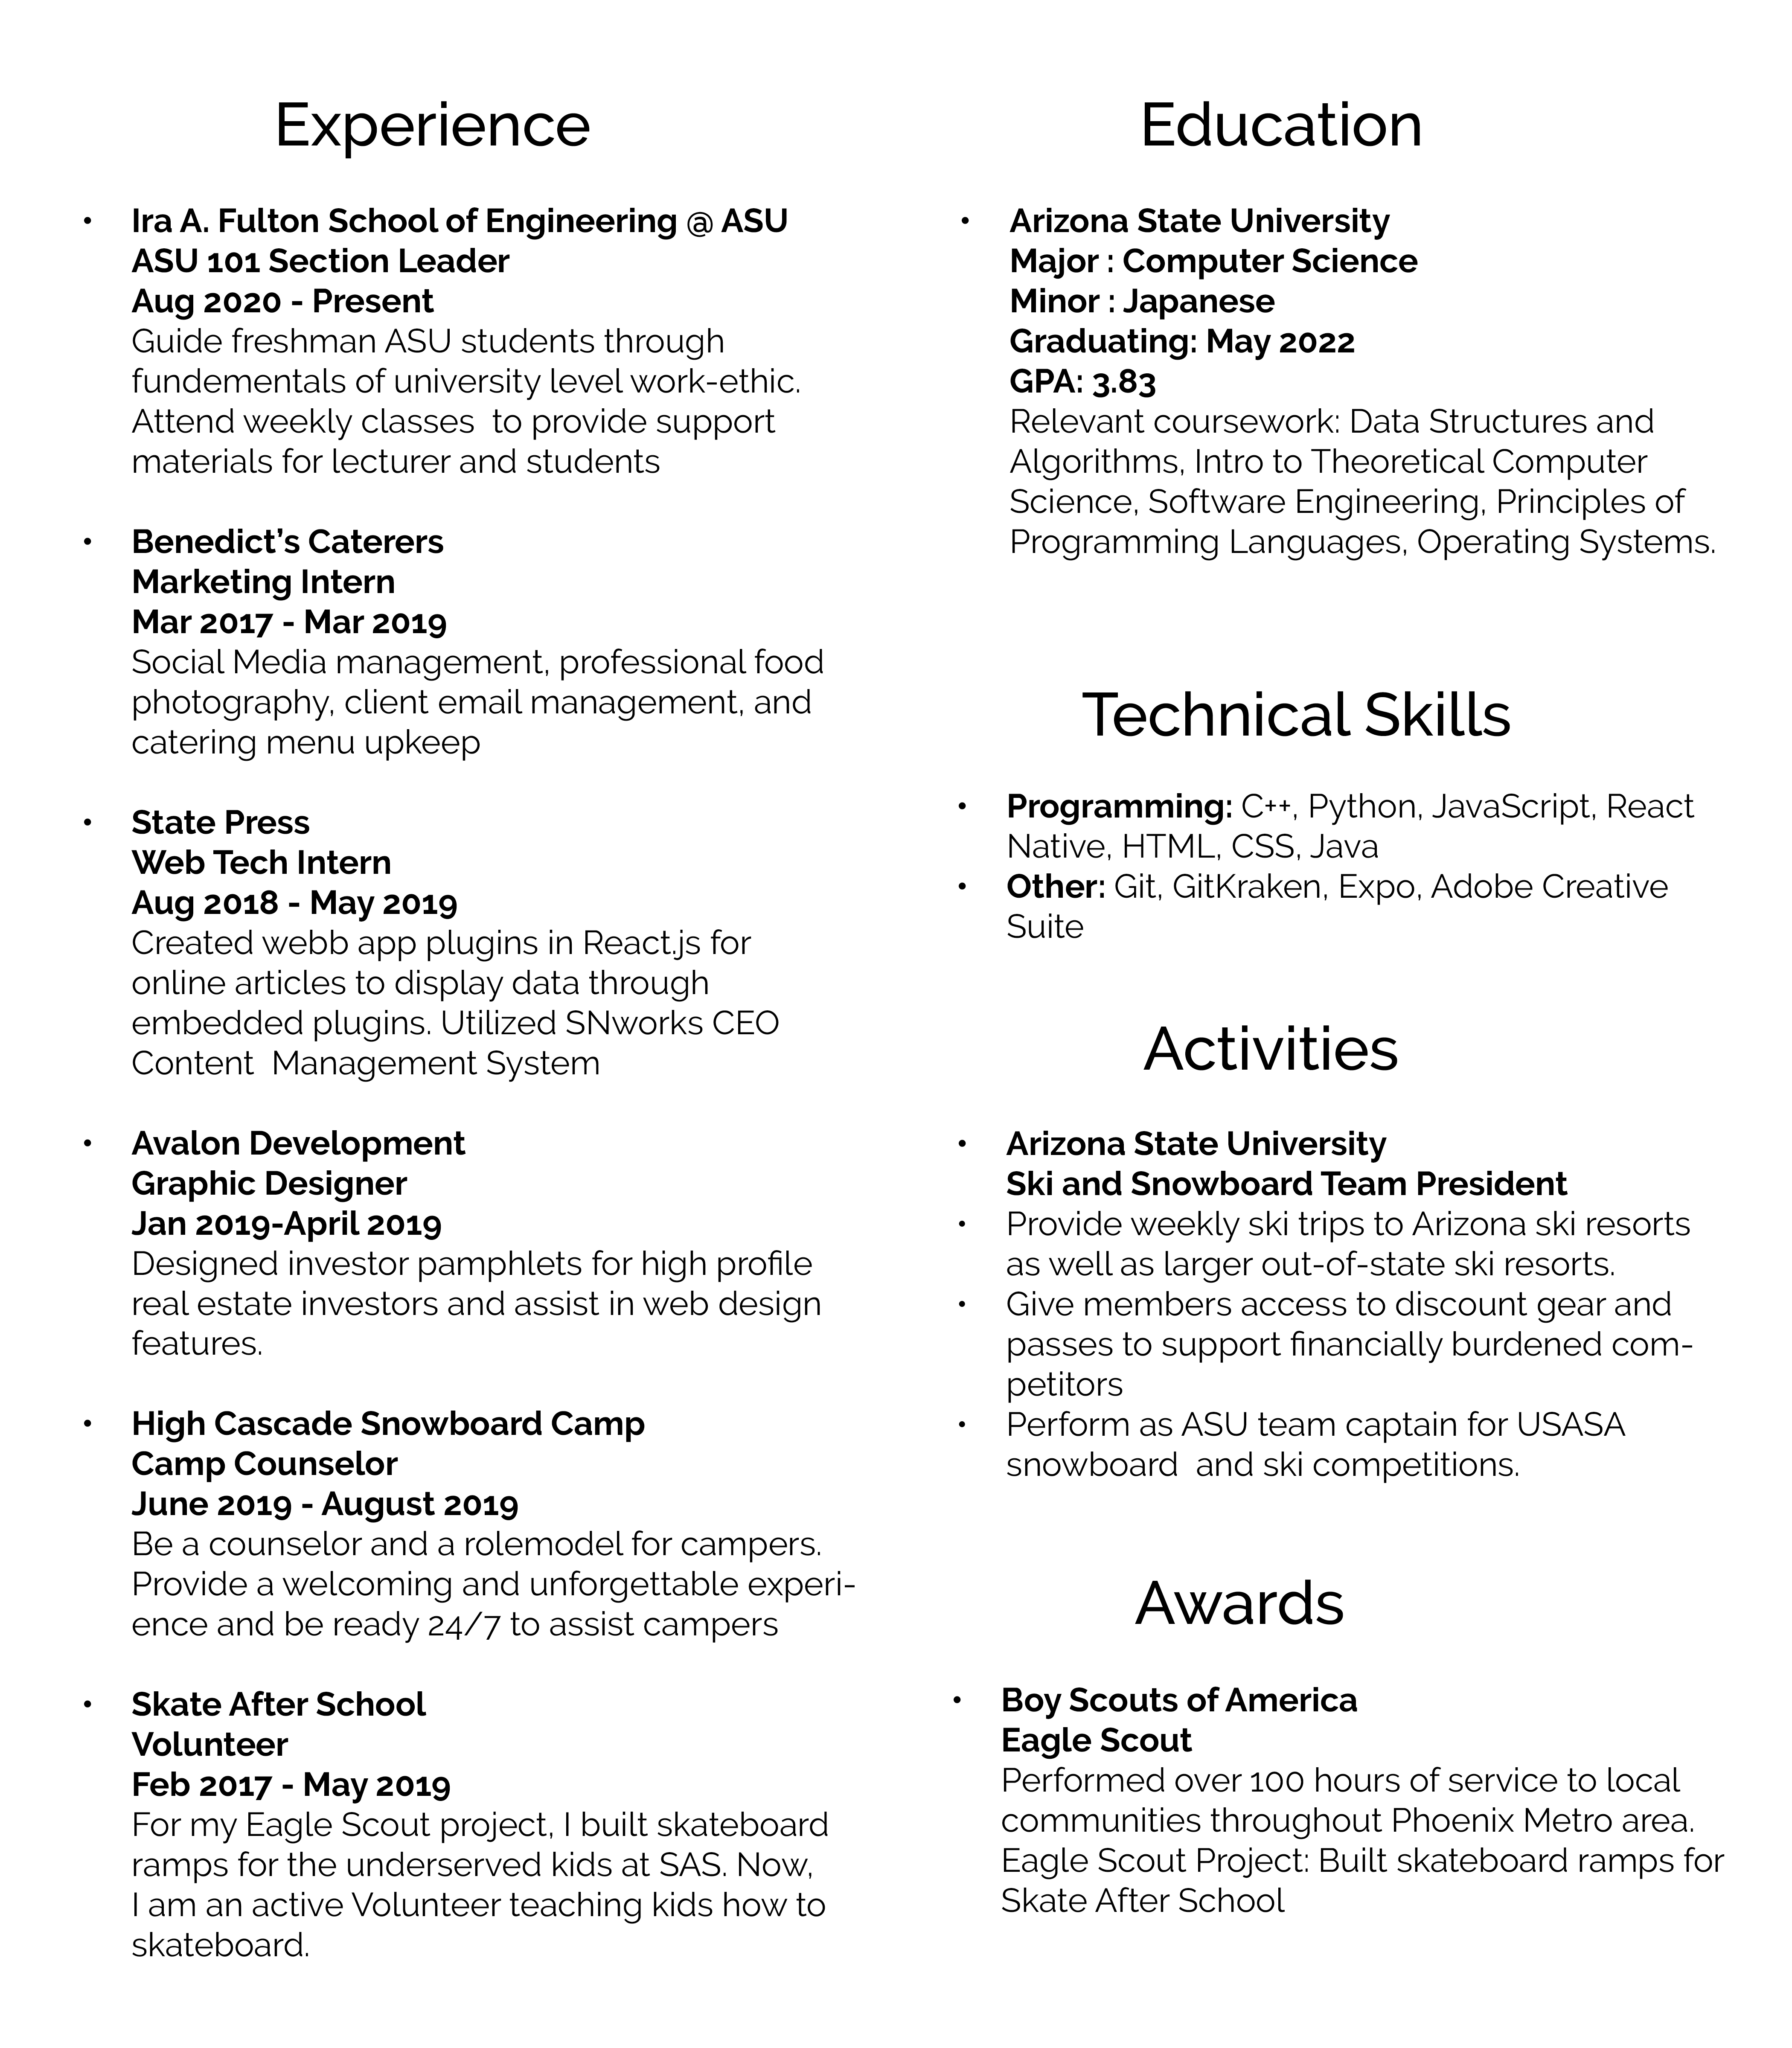 Experience
• Ira A. Fulton School of Engineering @ ASU
ASU 101 Section Leader
Aug 2020 - Present
Guide freshman ASU students through
fundementals of university level work-ethic.
Attend weekly classes  to provide support
materials for lecturer and students
• Benedict’s Caterers
Marketing Intern
Mar 2017 - Mar 2019
Social Media management, professional food
photography, client email management, and
catering menu upkeep
• State Press
Web Tech Intern
Aug 2018 - May 2019
Created webb app plugins in React.js for
online articles to display data through
embedded plugins. Utilized SNworks CEO
Content  Management System
• Avalon Development
Graphic Designer
Jan 2019-April 2019
Designed investor pamphlets for high profile
real estate investors and assist in web design
features.
• High Cascade Snowboard Camp
Camp Counselor
June 2019 - August 2019
Be a counselor and a rolemodel for campers.
Provide a welcoming and unforgettable experi-
ence and be ready 24/7 to assist campers
• Skate After School
Volunteer
Feb 2017 - May 2019
For my Eagle Scout project, I built skateboard
ramps for the underserved kids at SAS. Now,
I am an active Volunteer teaching kids how to
skateboard.
Education
• Arizona State University
Major : Computer Science
Minor : Japanese
Graduating: May 2022
GPA: 3.83
Relevant coursework: Data Structures and
Algorithms, Intro to Theoretical Computer
Science, Software Engineering, Principles of
Programming Languages, Operating Systems.
Technical Skills
• Programming: C++, Python, JavaScript, React
Native, HTML, CSS, Java
• Other: Git, GitKraken, Expo, Adobe Creative
Suite
Activities
• Arizona State University
Ski and Snowboard Team President
• Provide weekly ski trips to Arizona ski resorts
as well as larger out-of-state ski resorts.
• Give members access to discount gear and
passes to support financially burdened com-
petitors
• Perform as ASU team captain for USASA
snowboard  and ski competitions.
Awards
• Boy Scouts of America
Eagle Scout
Performed over 100 hours of service to local
communities throughout Phoenix Metro area.
Eagle Scout Project: Built skateboard ramps for
Skate After School